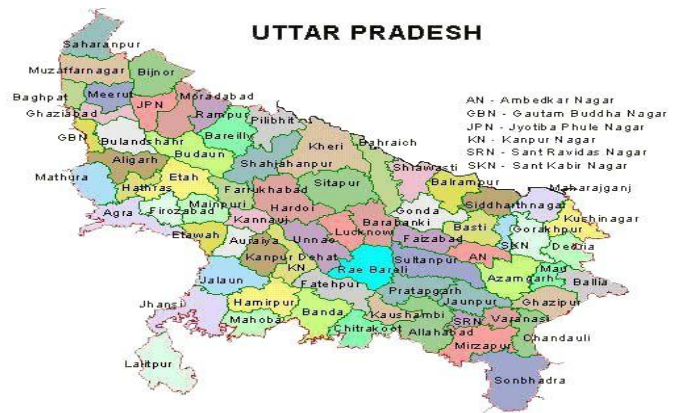 UTTAR PRADESH
Saharanpur
Muzaffarnagar
Bijnor
Baghpat
Meerut
Moradabad
Ghaziabad
JPN
Rampur
Pilibhit
GBN
Bulandshahr
Bareilly
Kheri
Bahraich
AN - Ambedkar Nagar
GBN - Gautam Buddha Nagar
JPN - Jyotiba Phule Nagar
KN - Kanpur Nagar
SRN - Sant Ravidas Nagar
SKN - Sant Kabir Nagar
Aligarh
Budaun
Shahjahanpur
Shrawasti
Mathura
Etah
Sitapur
Balrampur
Maharajganj
Hathras
Farrukhabad
Siddharthnagar
Agra
Firozabad
Mainpuri
Hardoi
Gonda
Kushinagar
Kannauj
Barabanki
Basti
Gorakhpur
Etawah
Auraiya
Unnao
Lucknow
Faizabad
SKN
Deoria
Kanpur Dehat
KN
Rae Bareli
Sultanpur
AN
Mau
Jalaun
Fatehpur
Pratapgarh
Azamgarh
Ballia
Jhansi
Hamirpur
Banda
Kaushambi
Jaunpur
Ghazipur
Mahoba
Chitrakoot
Allahabad
SRN
Varanasi
Lalitpur
Mirzapur
Chandauli
Sonbhadra